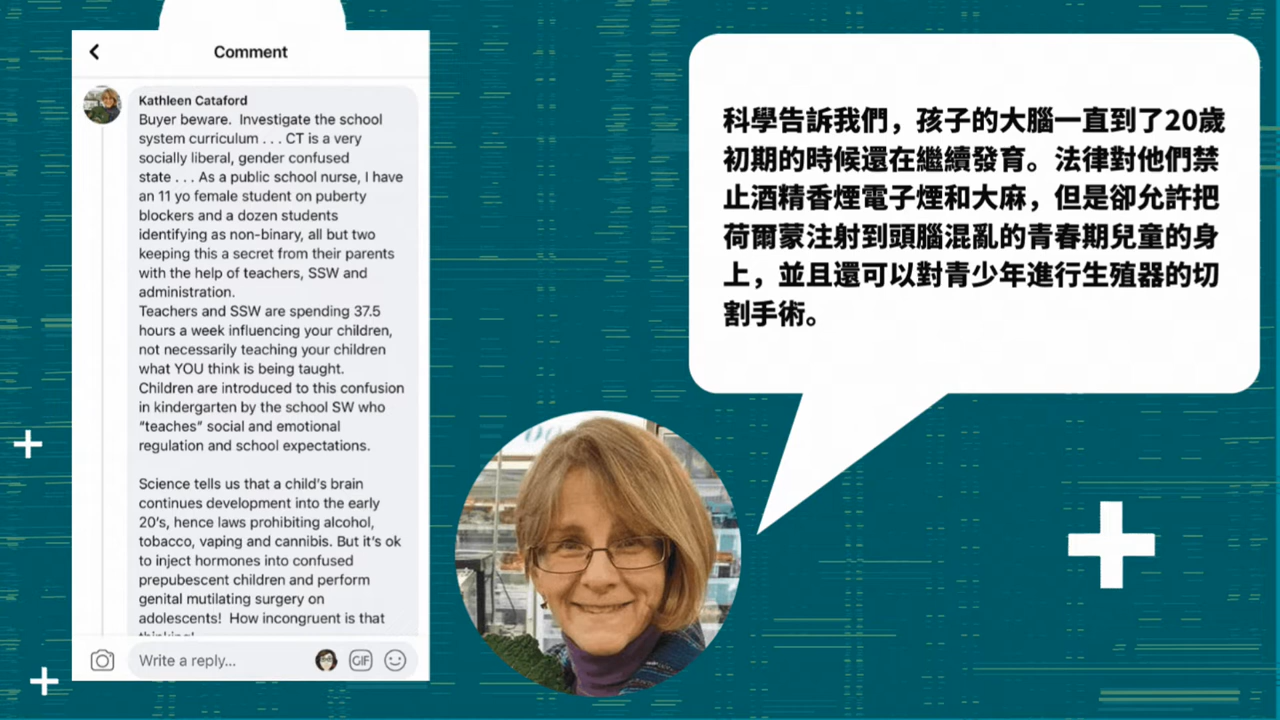 Comment
Kathleen Cataford
Buyer beware.  Investigate the school
system curriculum . . . CT is a very
socially liberal, gender confused
state . . . As a public school nurse, I have
an 11 yo female student on puberty
blockers and a dozen students
identifying as non-binary, all but two
keeping this a secret from their parents
with the help of teachers, SSW and
administration.
Teachers and SSW are spending 37.5
hours a week influencing your children,
not necessarily teaching your children
what YOU think is being taught.
Children are introduced to this confusion
in kindergarten by the school SW who
“teaches” social and emotional
regulation and school expectations.
Science tells us that a child’s brain
continues development into the early
20’s, hence laws prohibiting alcohol,
tobacco, vaping and cannibis. But it’s ok
to inject hormones into confused
prepubescent children and perform
genital mutilating surgery on
adolescents!  How incongruent is that
Write a reply...
GIF
科學告訴我們，孩子的大腦一直到了20歲
初期的時候還在繼續發育。法律對他們禁
止酒精香煙電子煙和大麻，但是卻允許把
荷爾蒙注射到頭腦混亂的青春期兒童的身
上，並且還可以對青少年進行生殖器的切
割手術。